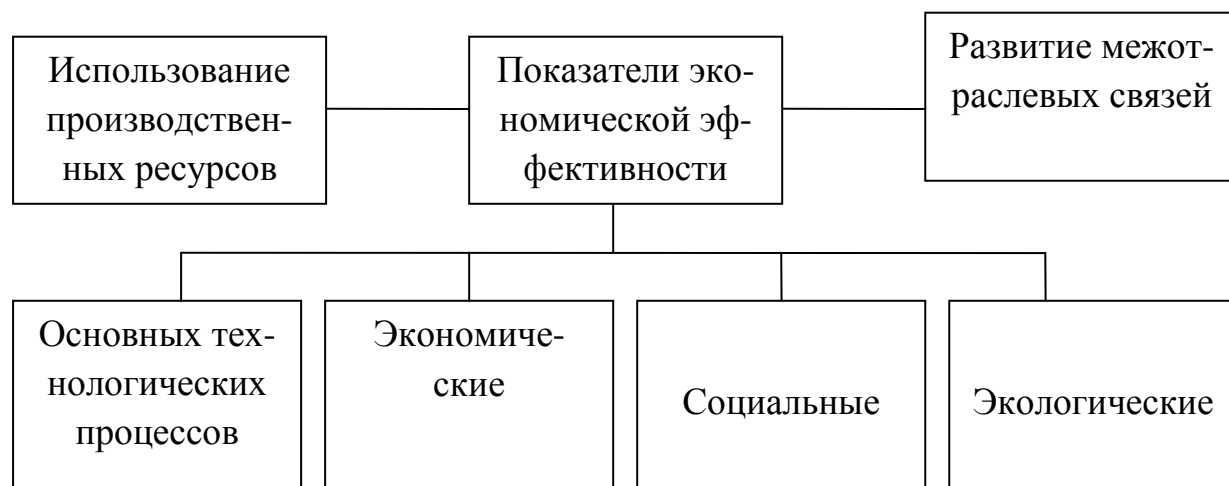 Использование
производствен-
ных ресурсов
Показатели эко-
номической эф-
фективности
Развитие межот-
раслевых связей
Основных тех-
нологических
процессов
Экономиче-
ские
Социальные
Экологические